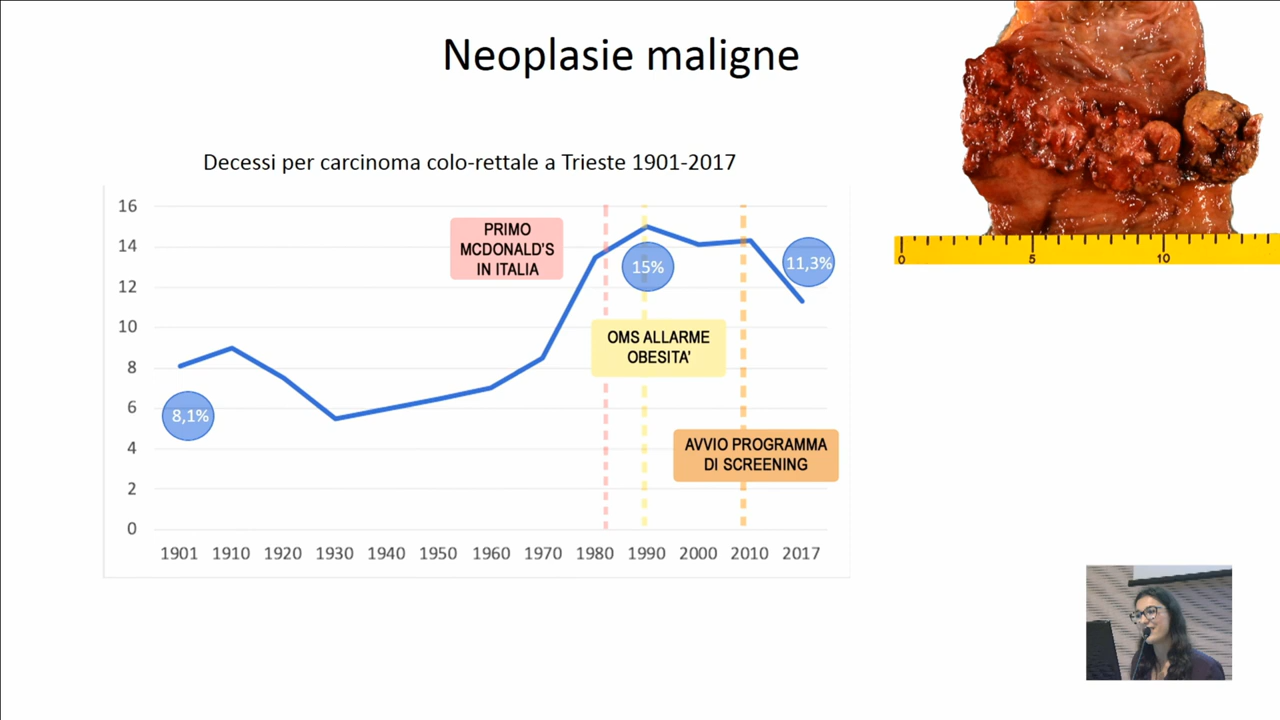 Neoplasie maligne
Decessi per carcinoma colo-rettale a Trieste 1901-2017
16
14
12
10
8
6
4
2
0
PRIMO
MCDONALD'S
IN ITALIA
15%
11,3%
OMS ALLARME
OBESITA'
8,1%
AVVIO PROGRAMMA
DI SCREENING
1901 1910 1920 1930 1940 1950 1960 1970 1980 1990 2000 2010 2017
0 5 10